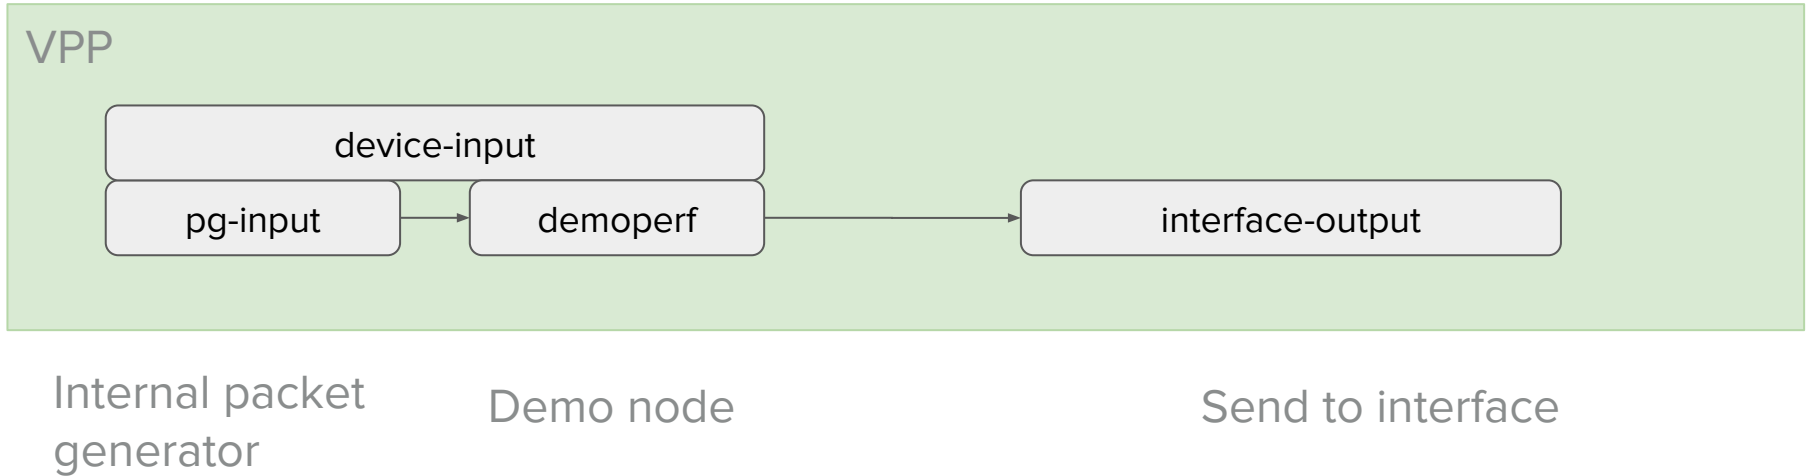 VPP
device-input
pg-input
demoperf
interface-output
Internal packet
generator
Demo node
Send to interface